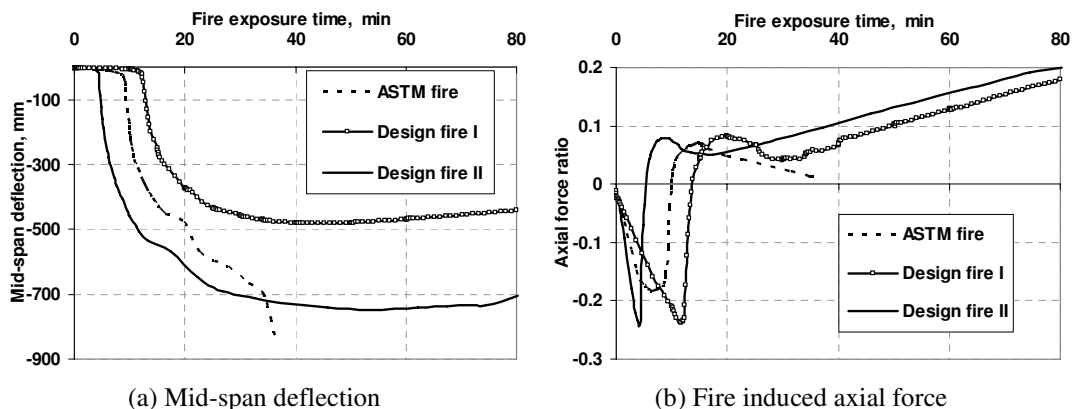 Fire exposure time, min
0 20 40 60 80
-100
-300
-500
-700
-900
Mid-span deflection, mm
ASTM fire
Design fire I
Design fire II
(a) Mid-span deflection
Fire exposure time, min
0 20 40 60 80
0.2
0.1
0
-0.1
-0.2
-0.3
Axial force ratio
ASTM fire
Design fire I
Design fire II
(b) Fire induced axial force